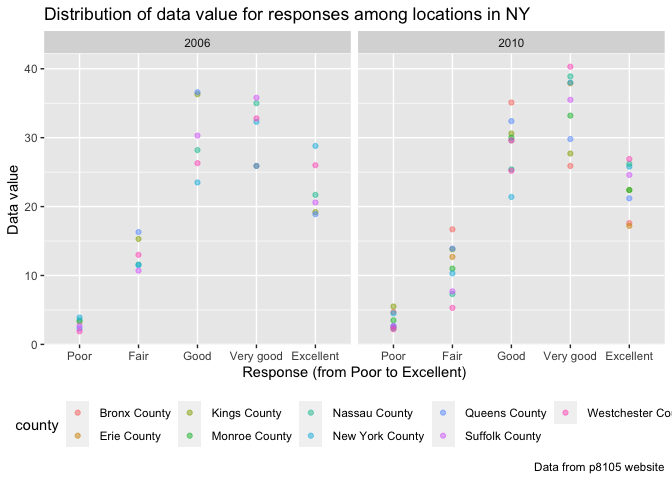 Distribution of data value for responses among locations in NY
2006 2010
40
30
20
10
0
Data value
Poor Fair Good Very good Excellent Poor Fair Good Very good Excellent
Response (from Poor to Excellent)
county
Bronx County Kings County Nassau County Queens County Westchester Co
Erie County Monroe County New York County Suffolk County
Data from p8105 website